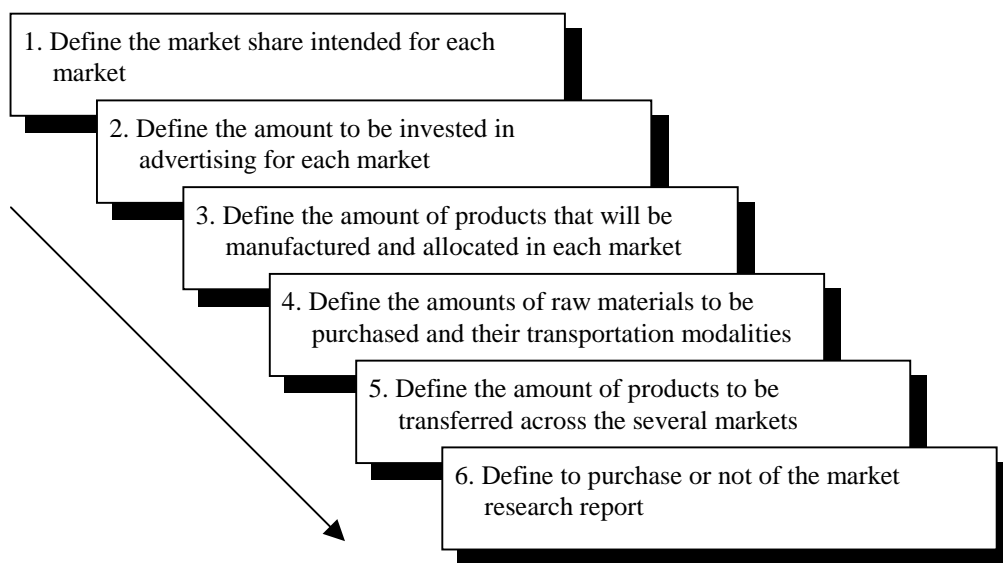 1. Define the market share intended for each
market
2. Define the amount to be invested in
advertising for each market
3. Define the amount of products that will be
manufactured and allocated in each market
4. Define the amounts of raw materials to be
purchased and their transportation modalities
5. Define the amount of products to be
transferred across the several markets
6. Define to purchase or not of the market
research report